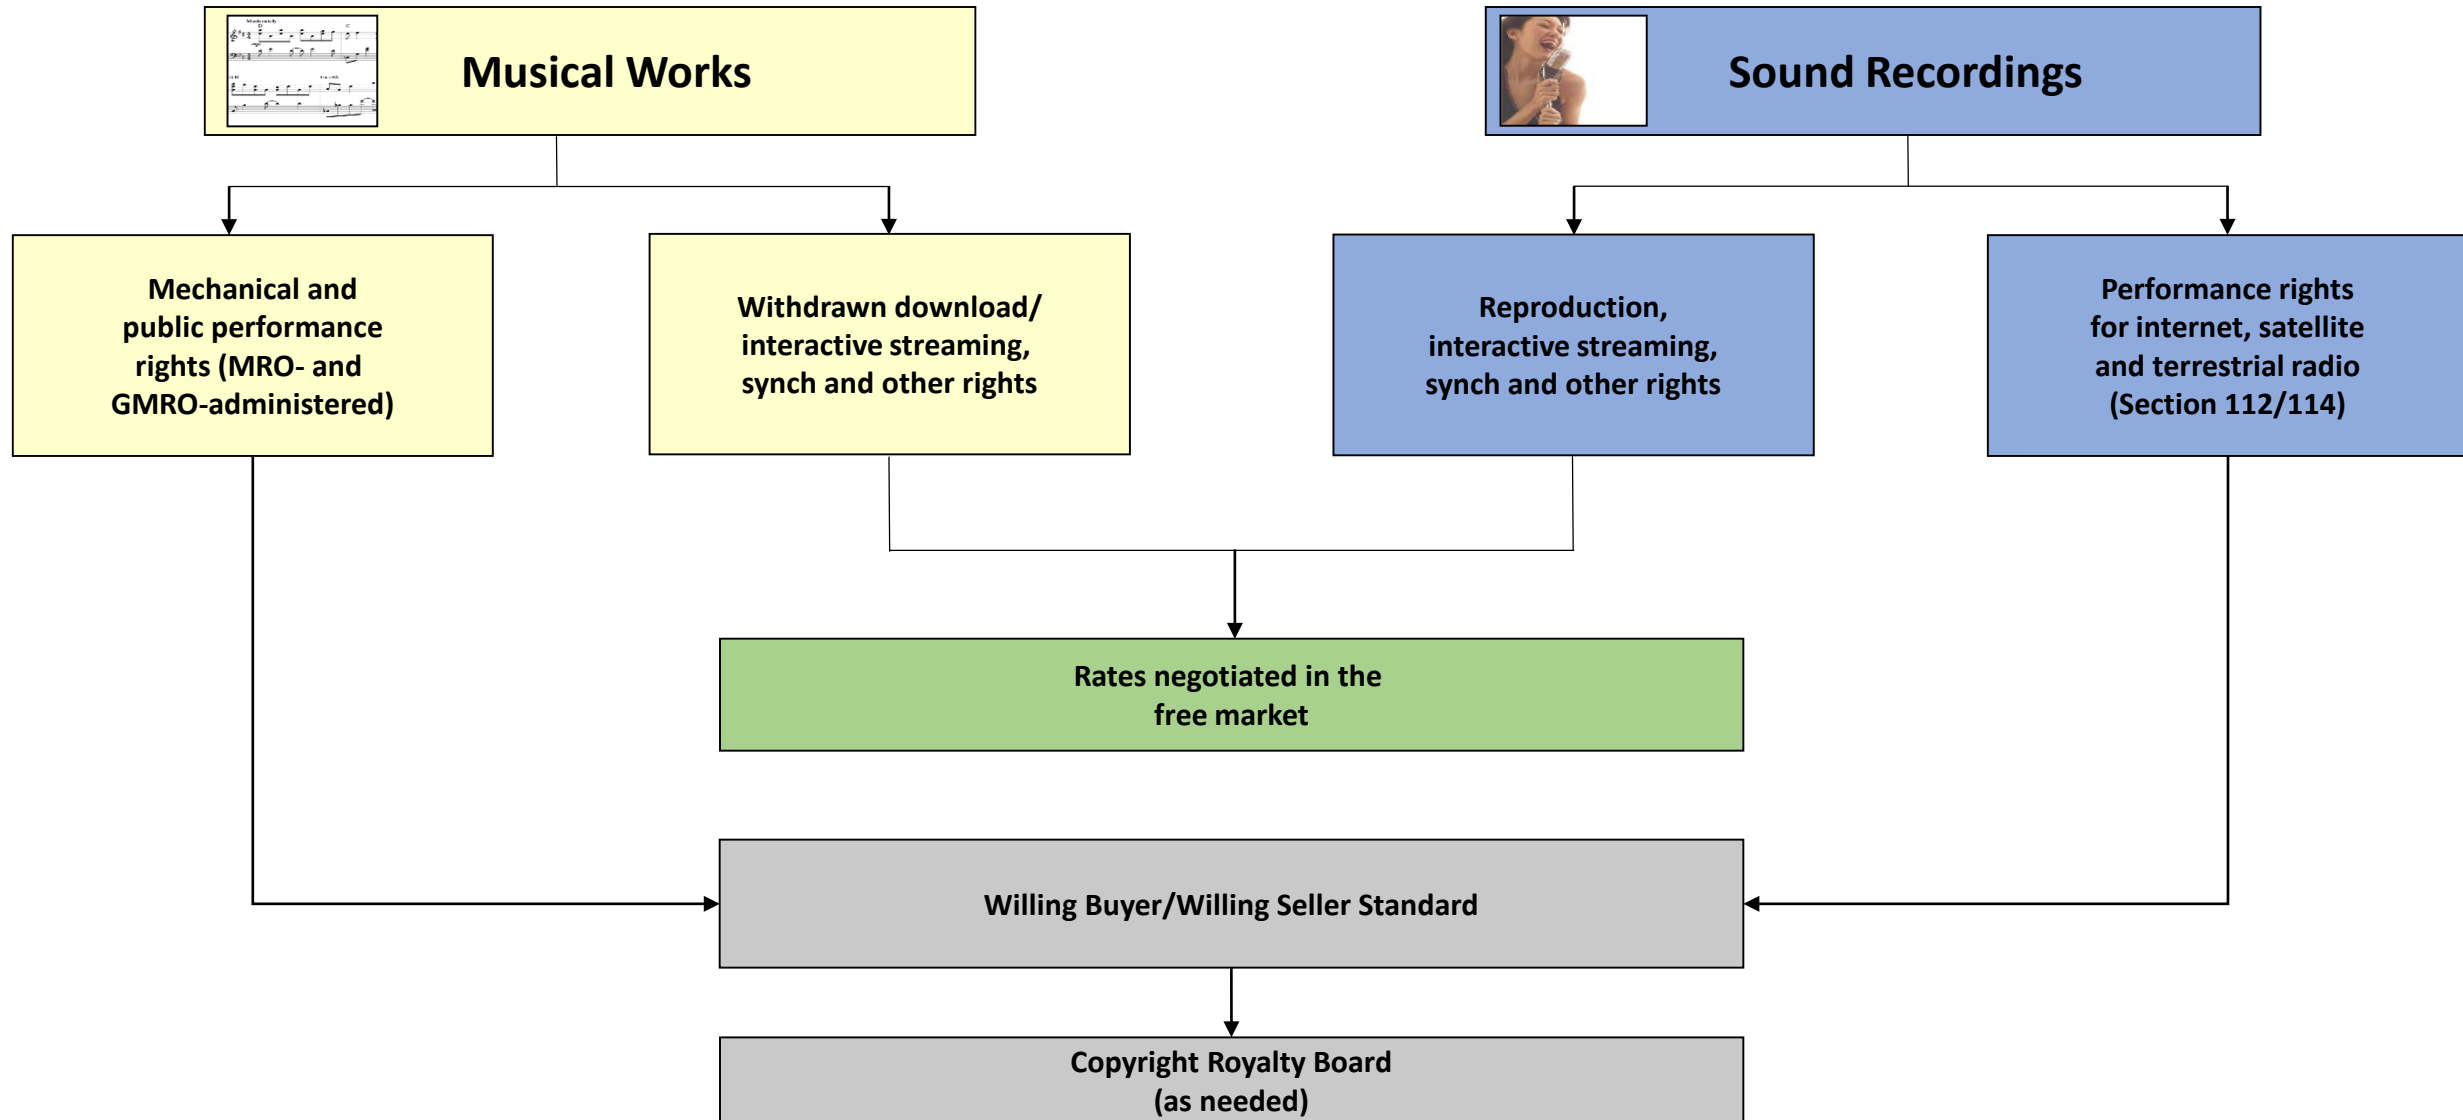 Musical Works
Sound Recordings
Moderately
D
C
Mechanical and
public performance
rights (MRO- and
GMRO-administered)
Withdrawn download/
interactive streaming,
synch and other rights
Reproduction,
interactive streaming,
synch and other rights
Performance rights
for internet, satellite
and terrestrial radio
(Section 112/114)
Rates negotiated in the
free market
Willing Buyer/Willing Seller Standard
Copyright Royalty Board
(as needed)